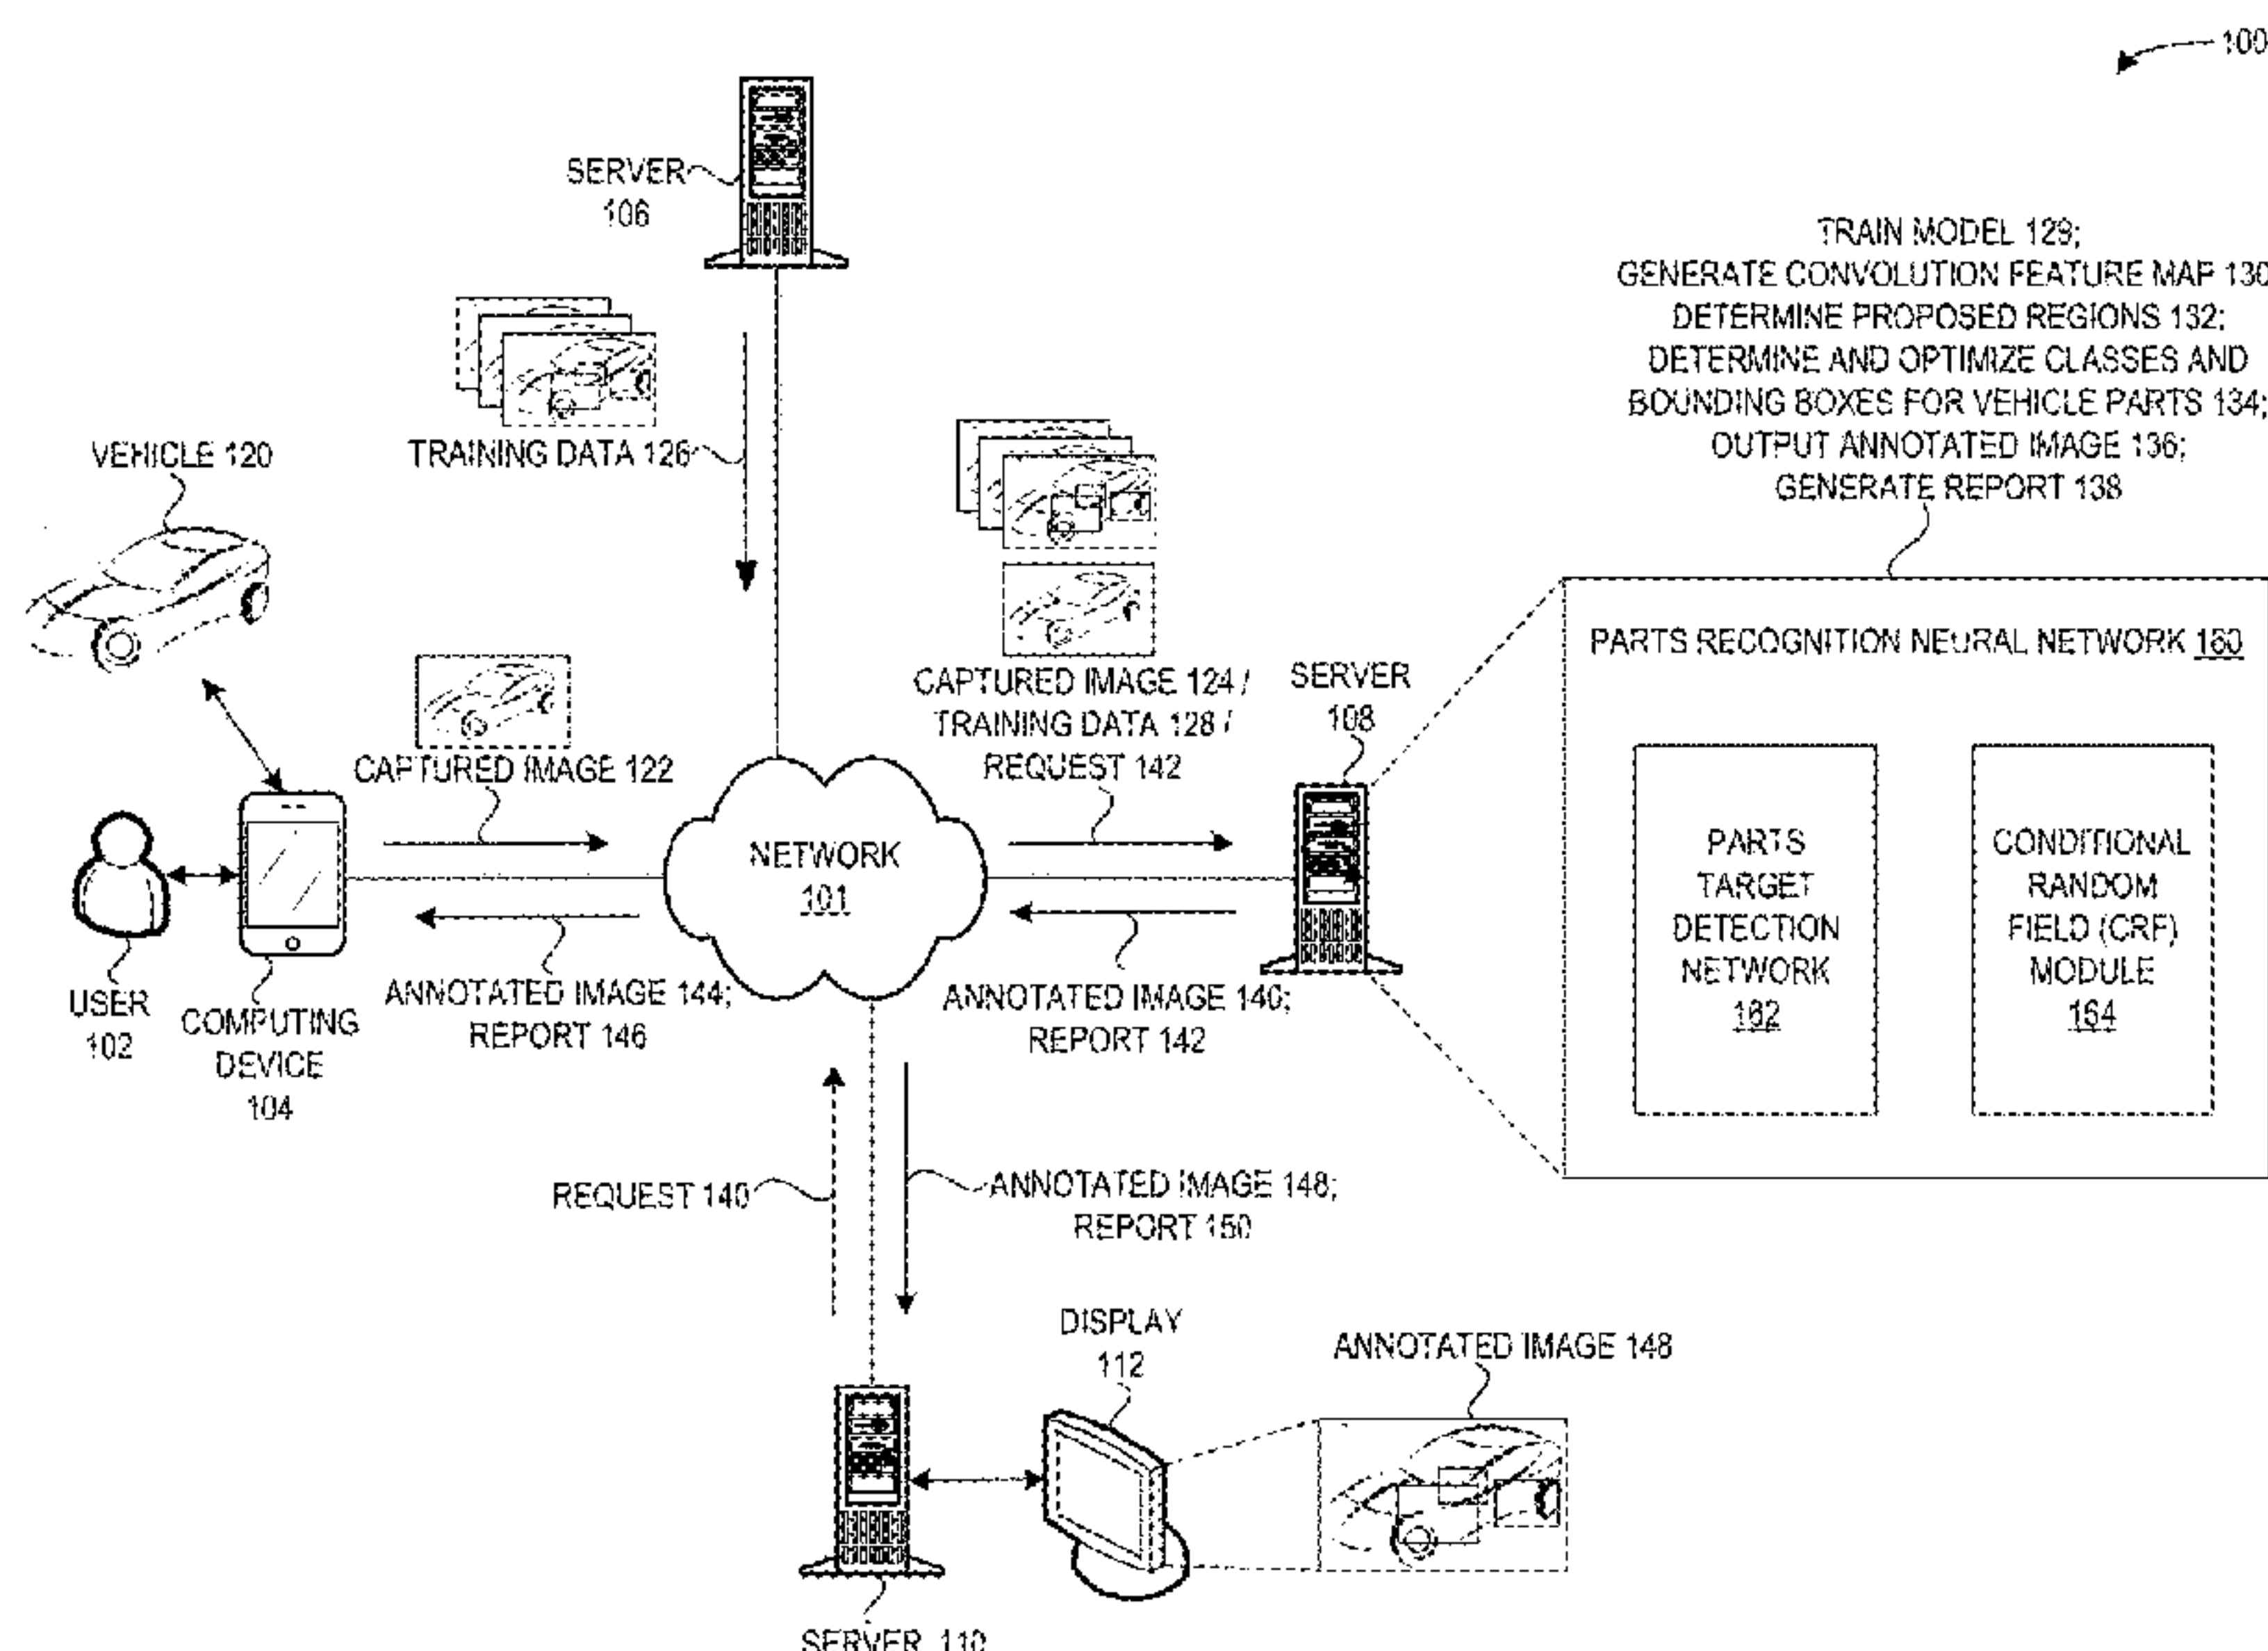 100
SERVER
106
TRAIN MODEL 129;
GENERATE CONVOLUTION FEATURE MAP 130
DETERMINE PROPOSED REGIONS 132;
DETERMINE AND OPTIMIZE CLASSES AND
BOUNDING BOXES FOR VEHICLE PARTS 134;
OUTPUT ANNOTATED IMAGE 136;
GENERATE REPORT 138
TRAINING DATA 126
VEHICLE 120
PARTS RECOGNITION NEURAL NETWORK 160
CAPTURED IMAGE 124 /
TRAINING DATA 128 /
REQUEST 142
SERVER
108
CAPTURED IMAGE 122
NETWORK
101
PARTS
TARGET
DETECTION
NETWORK
162
CONDITIONAL
RANDOM
FIELD (CRF)
MODULE
164
USER
102
COMPUTING
DEVICE
104
ANNOTATED IMAGE 144;
REPORT 146
ANNOTATED IMAGE 140;
REPORT 142
REQUEST 140
ANNOTATED IMAGE 148;
REPORT 150
DISPLAY
112
ANNOTATED IMAGE 148
SERVER 110